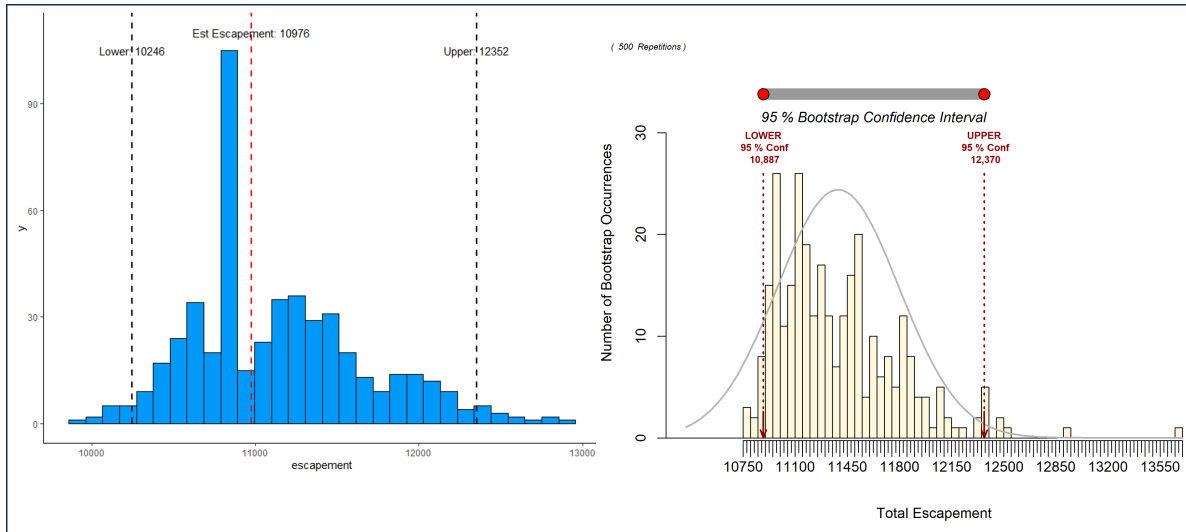 Est Escapement: 10976
Lower: 10246
Upper: 12352
y
90
60
30
0
10000
11000
12000
13000
escapement
( 500 Repetitions )
95 % Bootstrap Confidence Interval
LOWER
95 % Conf
10,887
UPPER
95 % Conf
12,370
Number of Bootstrap Occurrences
30
20
10
0
10750
11100
11450
11800
12150
12500
12850
13200
13550
Total Escapement